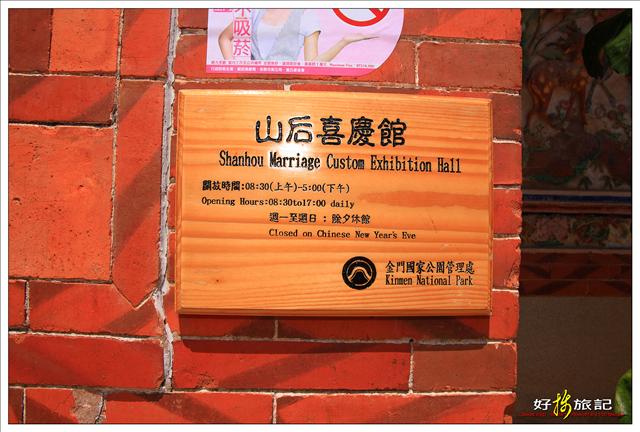 吸菸
山后喜慶館
Shanhou Marriage Custom Exhibition Hall
開放時間:08:30(上午)-5:00(下午)
Opening Hours:08:30to17:00 daily
週一至週日：除夕休館
Closed on Chinese New Year's Eve
金門國家公園管理處
Kinmen National Park
好攝旅記